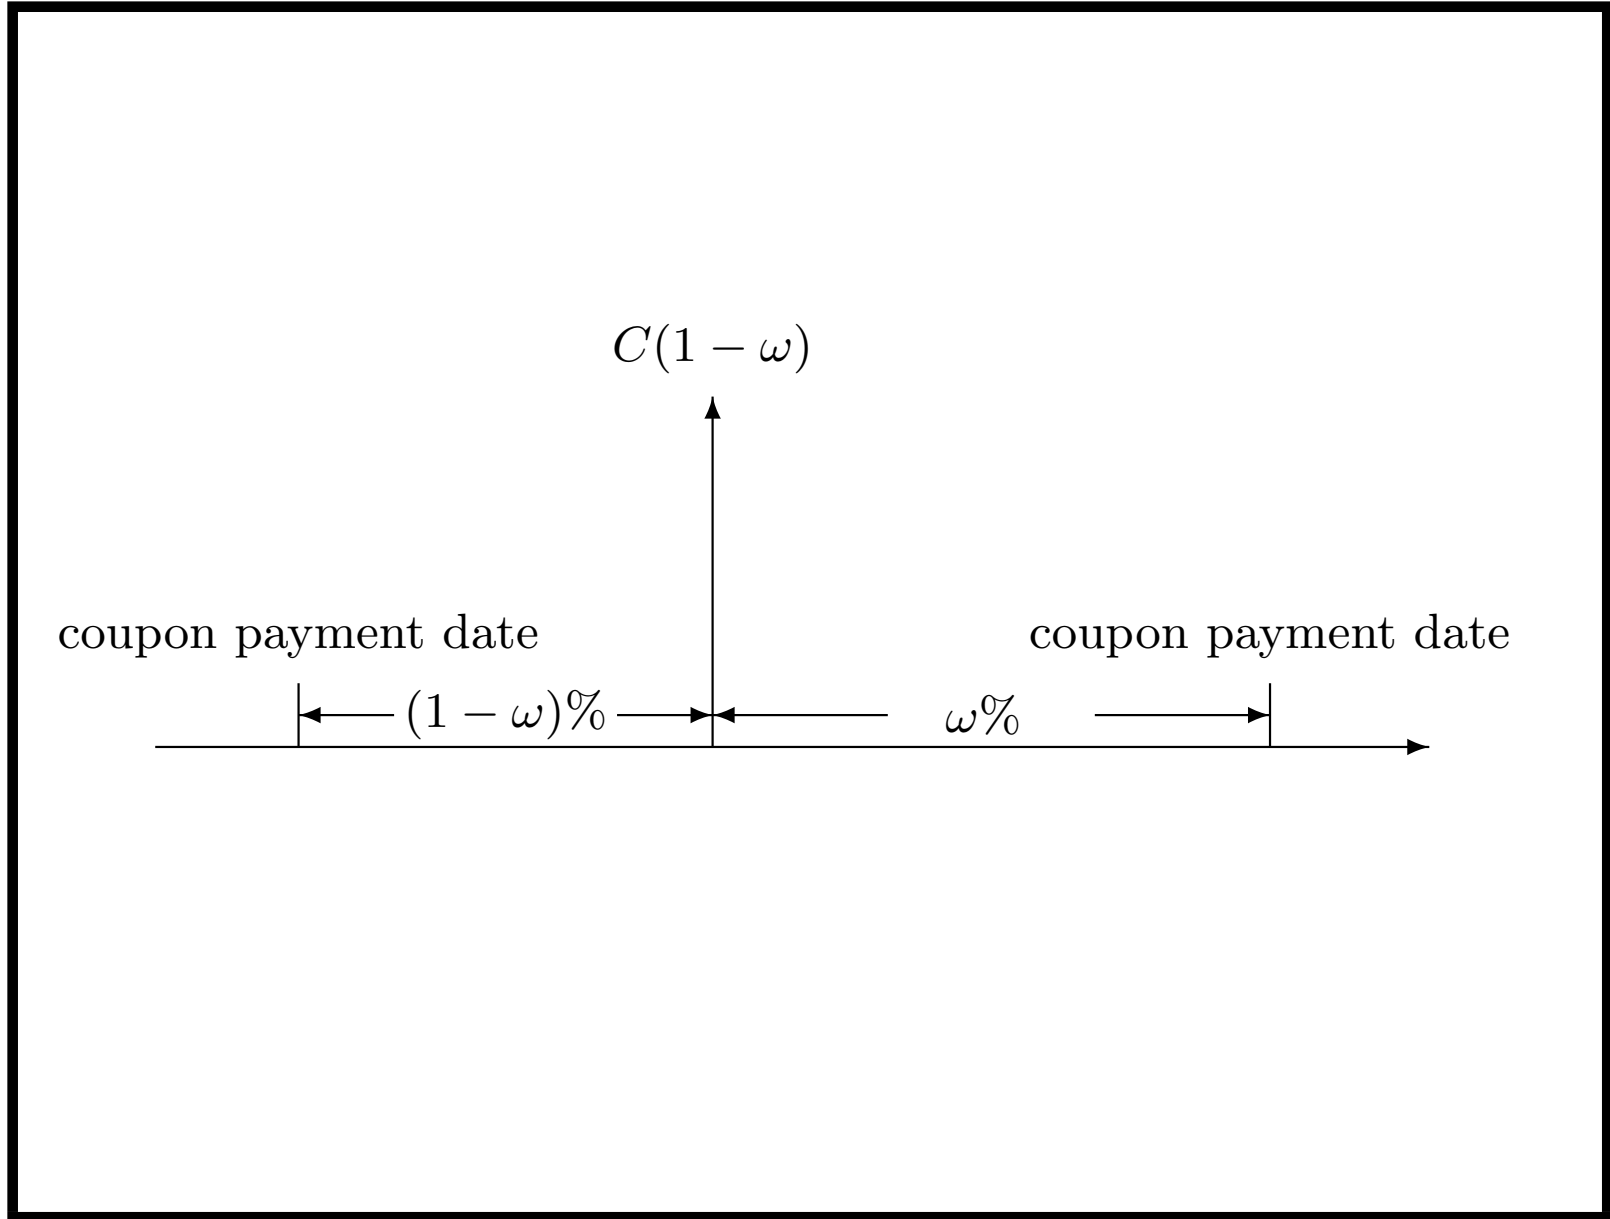 C(1 − ω)
coupon payment date
coupon payment date
(1 − ω)%
ω%